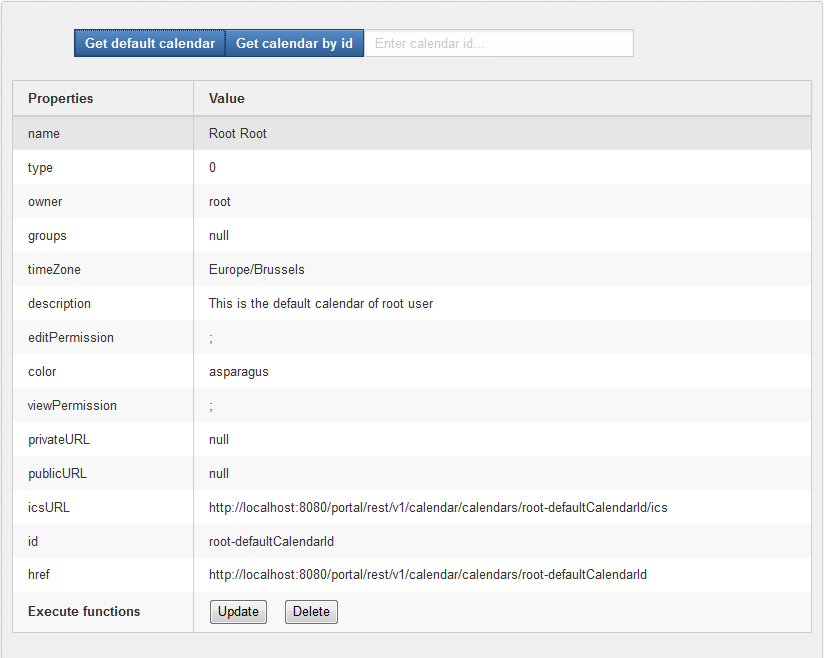 Get default calendar Get calendar by id Enter calendar id...
Properties Value
name Root Root
type 0
owner root
groups null
timeZone Europe/Brussels
description This is the default calendar of root user
editPermission ;
color asparagus
viewPermission ;
privateURL null
publicURL null
icsURL http://localhost:8080/portal/rest/v1/calendar/calendars/root-defaultCalendarId/ics
id root-defaultCalendarId
href http://localhost:8080/portal/rest/v1/calendar/calendars/root-defaultCalendarId
Execute functions Update Delete